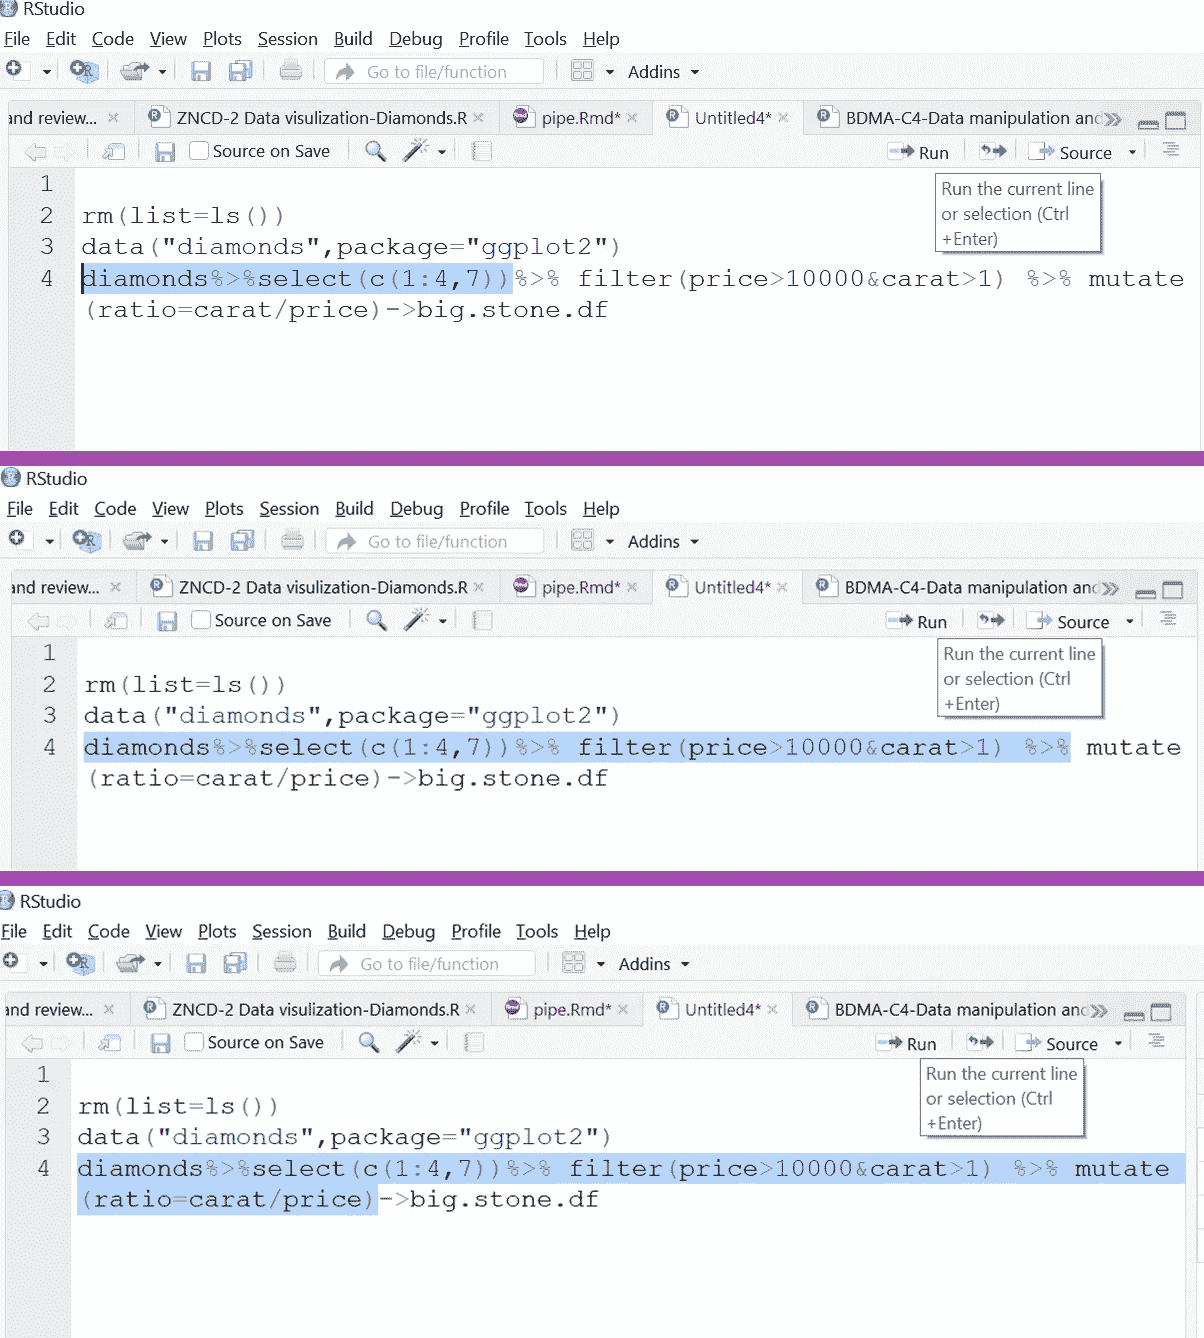 RStudio
File Edit Code View Plots Session Build Debug Profile Tools Help
Go to file/function Addins
and review... ZNCD-2 Data visulization-Diamonds.R pipe.Rmd* Untitled4* BDMA-C4-Data manipulation and
Source on Save Run Source
Run the current line
or selection (Ctrl
+Enter)
1
2 rm(list=ls())
3 data("diamonds",package="ggplot2")
4 diamonds%>%select(c(1:4,7))%>% filter(price>10000&carat>1) %>% mutate
(ratio=carat/price)->big.stone.df
RStudio
File Edit Code View Plots Session Build Debug Profile Tools Help
Go to file/function Addins
and review... ZNCD-2 Data visulization-Diamonds.R pipe.Rmd* Untitled4* BDMA-C4-Data manipulation and
Source on Save Run Source
Run the current line
or selection (Ctrl
+Enter)
1
2 rm(list=ls())
3 data("diamonds",package="ggplot2")
4 diamonds%>%select(c(1:4,7))%>% filter(price>10000&carat>1) %>% mutate
(ratio=carat/price)->big.stone.df
RStudio
File Edit Code View Plots Session Build Debug Profile Tools Help
Go to file/function Addins
and review... ZNCD-2 Data visulization-Diamonds.R pipe.Rmd* Untitled4* BDMA-C4-Data manipulation and
Source on Save Run Source
Run the current line
or selection (Ctrl
+Enter)
1
2 rm(list=ls())
3 data("diamonds",package="ggplot2")
4 diamonds%>%select(c(1:4,7))%>% filter(price>10000&carat>1) %>% mutate
(ratio=carat/price)->big.stone.df